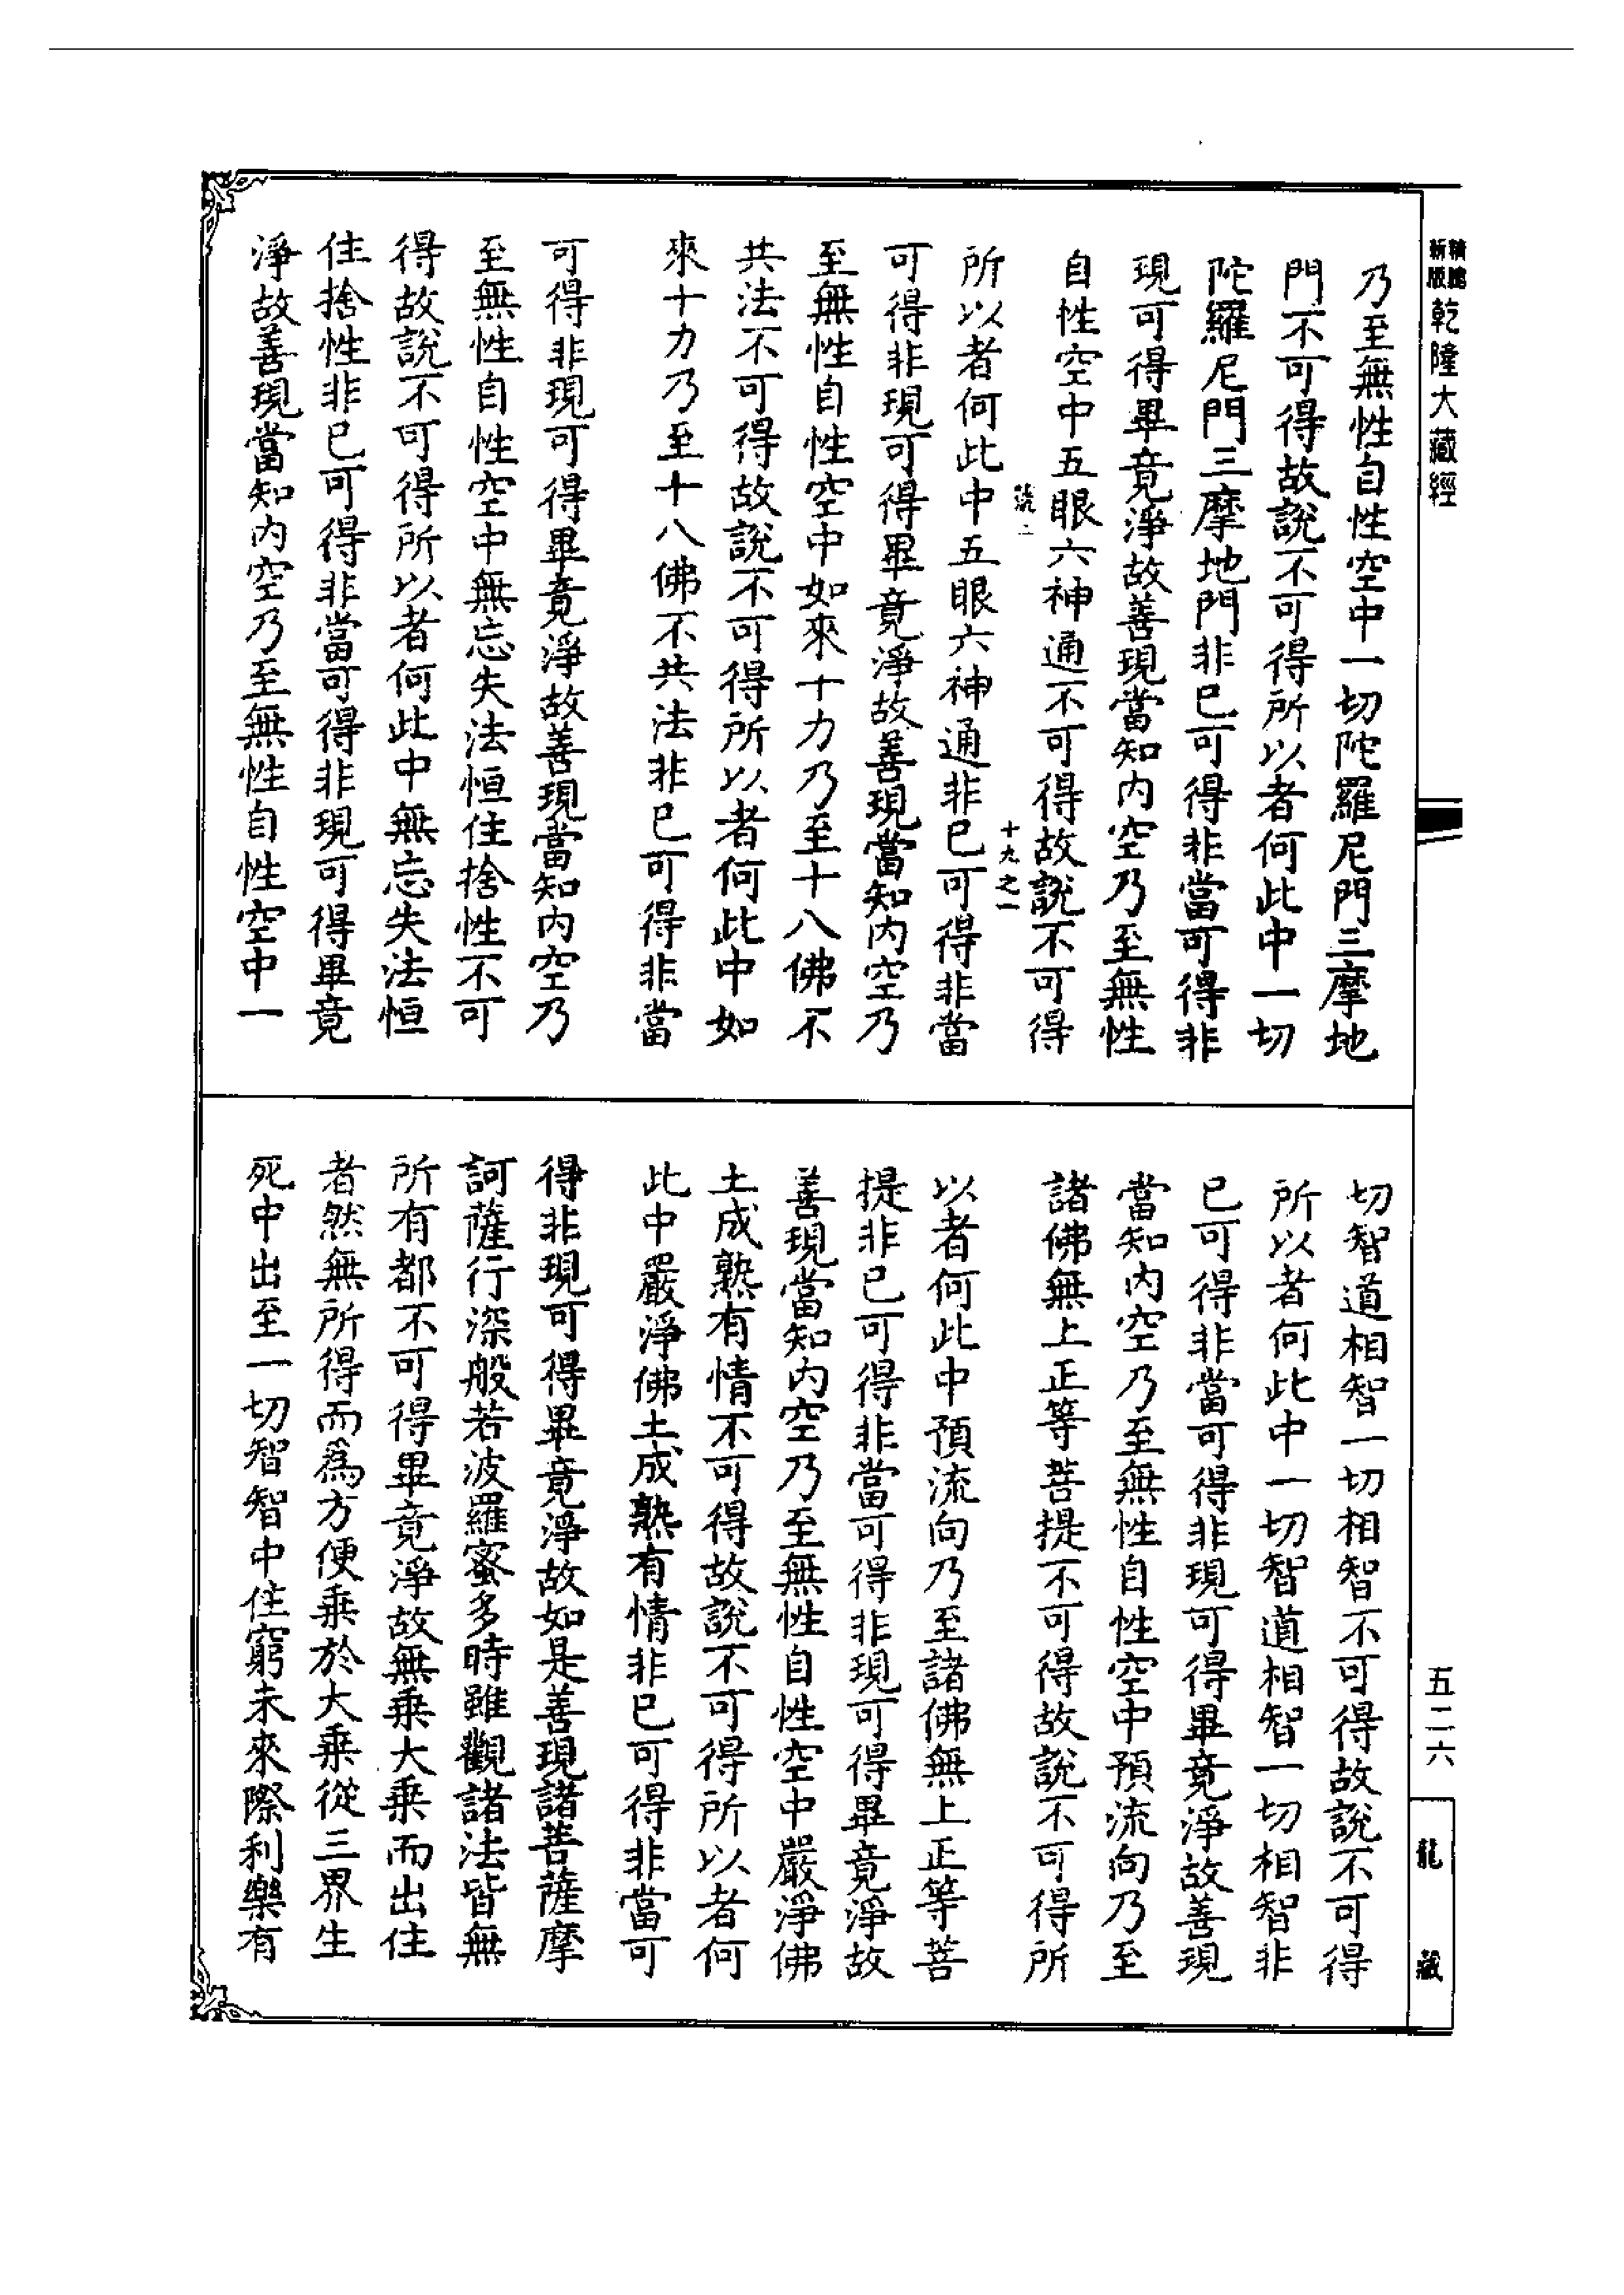 乾隆大藏經
乃至無性自性空中一切陀羅尼門三摩地
門不可得故說不可得所以者何此中一切
陀羅尼門三摩地門非已可得非當可得非
現可得畢竟淨故善現當知內空乃至無性
自性空中五眼六神通不可得故說不可得
十九之一
所以者何此中五眼六神通非已可得非當
可得非現可得畢竟淨故善現當知內空乃
至無性自性空中如來十力乃至十八佛不
共法不可得故說不可得所以者何此中如
來十力乃至十八佛不共法非已可得非當
可得非現可得畢竟淨故善現當知內空乃
至無性自性空中無忘失法恒住捨性不可
得故說不可得所以者何此中無忘失法恒
住捨性非已可得非當可得非現可得畢竟
淨故善現當知內空乃至無性自性空中一
切智道相智一切相智不可得故說不可得
所以者何此中一切智道相智一切相智非
已可得非當可得非現可得畢竟淨故善現
當知內空乃至無性自性空中預流向乃至
諸佛無上正等菩提不可得故說不可得所
以者何此中預流向乃至諸佛無上正等菩
提非已可得非當可得非現可得畢竟淨故
善現當知內空乃至無性自性空中嚴淨佛
土成熟有情不可得故說不可得所以者何
此中嚴淨佛土成熟有情非已可得非當可
得非現可得畢竟淨故如是善現諸菩薩摩
訶薩行深般若波羅蜜多時雖觀諸法皆無
所有都不可得畢竟淨故無乘大乘而出住
者然無所得而為方便乘於大乘從三界生
死中出至一切智智中住窮未來際利樂有
五二六
龍藏